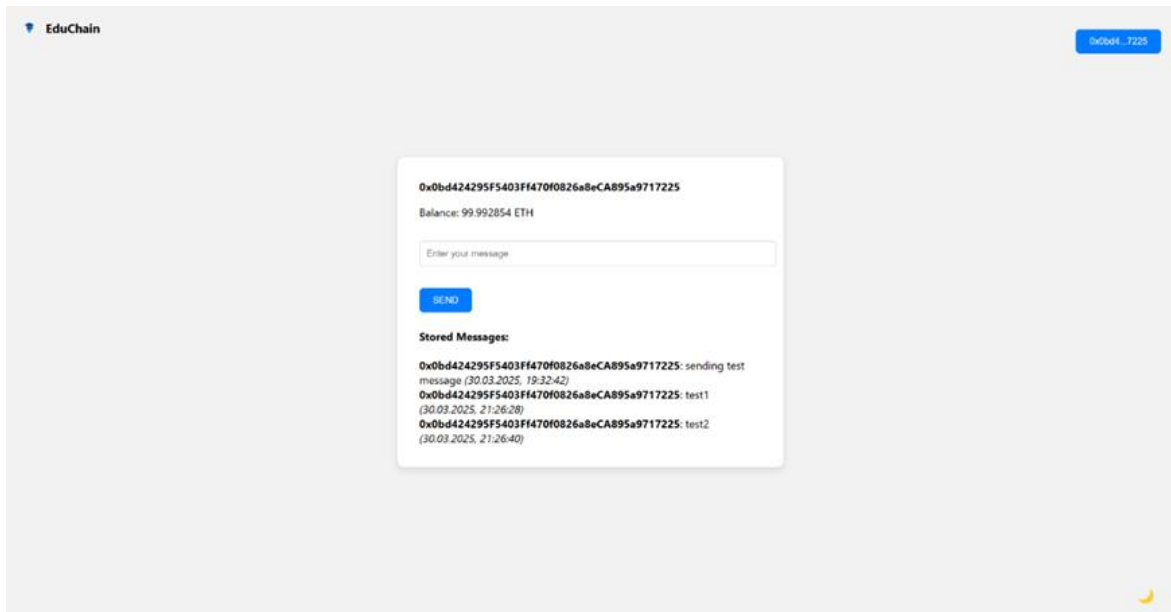 EduChain
0x0bd4...7225
0x0bd424295F5403Ff470f0826a8eCA895a9717225
Balance: 99.992854 ETH
Enter your message
SEND
Stored Messages:
0x0bd424295F5403Ff470f0826a8eCA895a9717225: sending test
message (30.03.2025, 19:32:42)
0x0bd424295F5403Ff470f0826a8eCA895a9717225: test1
(30.03.2025, 21:26:28)
0x0bd424295F5403Ff470f0826a8eCA895a9717225: test2
(30.03.2025, 21:26:40)